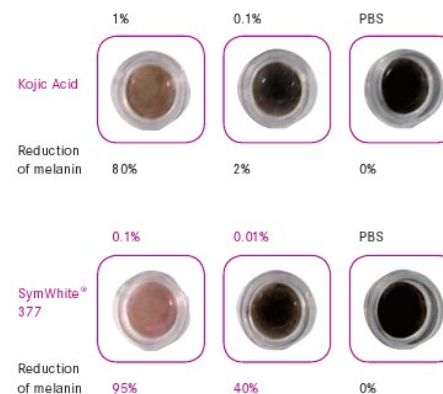 1% 0.1% PBS
Kojic Acid
Reduction
of melanin 80% 2% 0%
0.1% 0.01% PBS
SymWhite®
377
Reduction
of melanin 95% 40% 0%